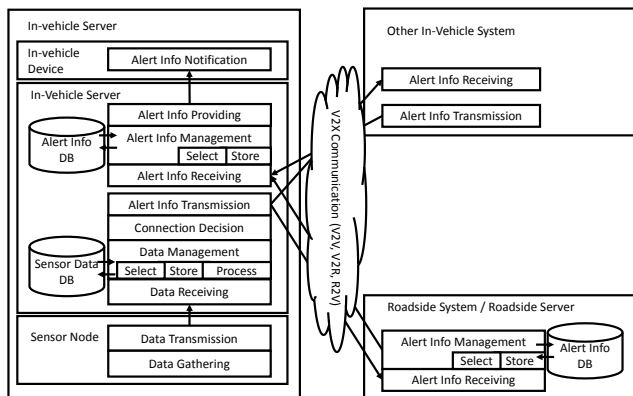 In-vehicle Server
In-vehicle
Device
Alert Info Notification
In-Vehicle Server
Alert Info Providing
Alert Info Management
Select
Store
Alert Info Receiving
Alert Info
DB
Alert Info Transmission
Connection Decision
Data Management
Select
Store
Process
Data Receiving
Sensor Data
DB
Sensor Node
Data Transmission
Data Gathering
V2X Communication (V2V, V2R, R2V)
Other In-Vehicle System
Alert Info Receiving
Alert Info Transmission
Roadside System / Roadside Server
Alert Info Management
Select
Store
Alert Info Receiving
Alert Info
DB